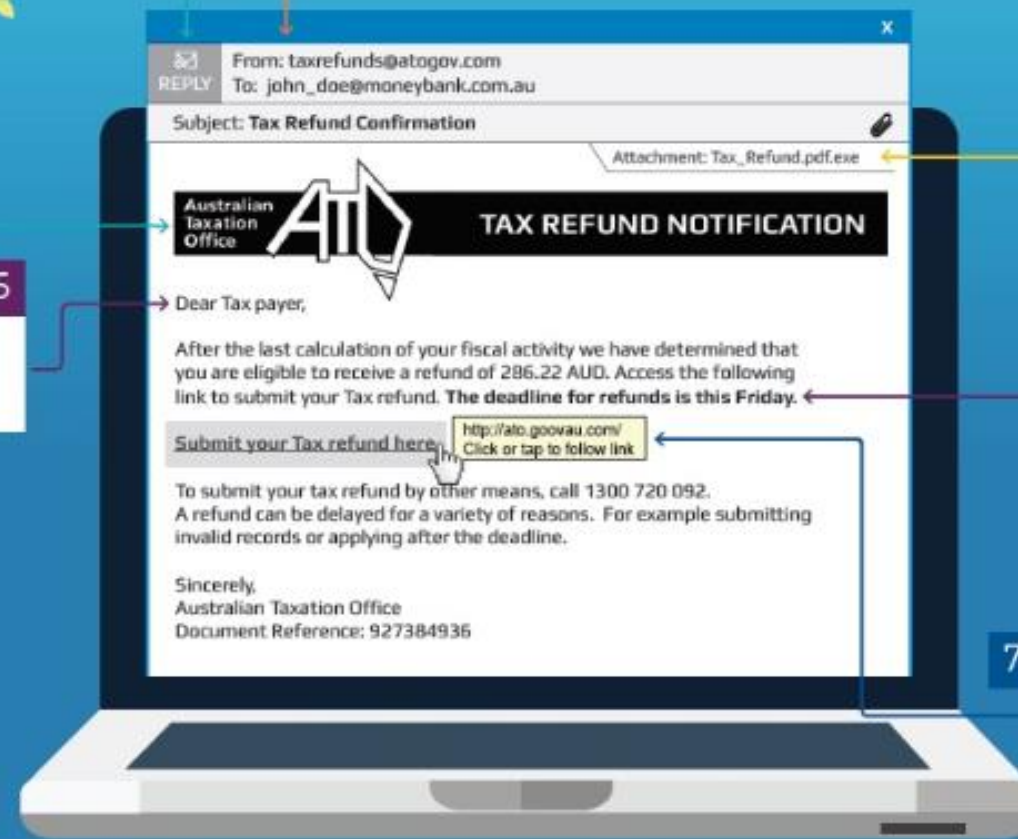 X
REPLY
From: taxrefunds@atogov.com
To: john_doe@moneybank.com.au
Subject: Tax Refund Confirmation
Attachment: Tax_Refund.pdf.exe
Australian
Taxation
Office
ATO
TAX REFUND NOTIFICATION
5
Dear Tax payer,
After the last calculation of your fiscal activity we have determined that
you are eligible to receive a refund of 286.22 AUD. Access the following
link to submit your Tax refund. The deadline for refunds is this Friday.
Submit your Tax refund here
http://ato.goovau.com/
Click or tap to follow link
To submit your tax refund by other means, call 1300 720 092.
A refund can be delayed for a variety of reasons. For example submitting
invalid records or applying after the deadline.
Sincerely,
Australian Taxation Office
Document Reference: 927384936
7